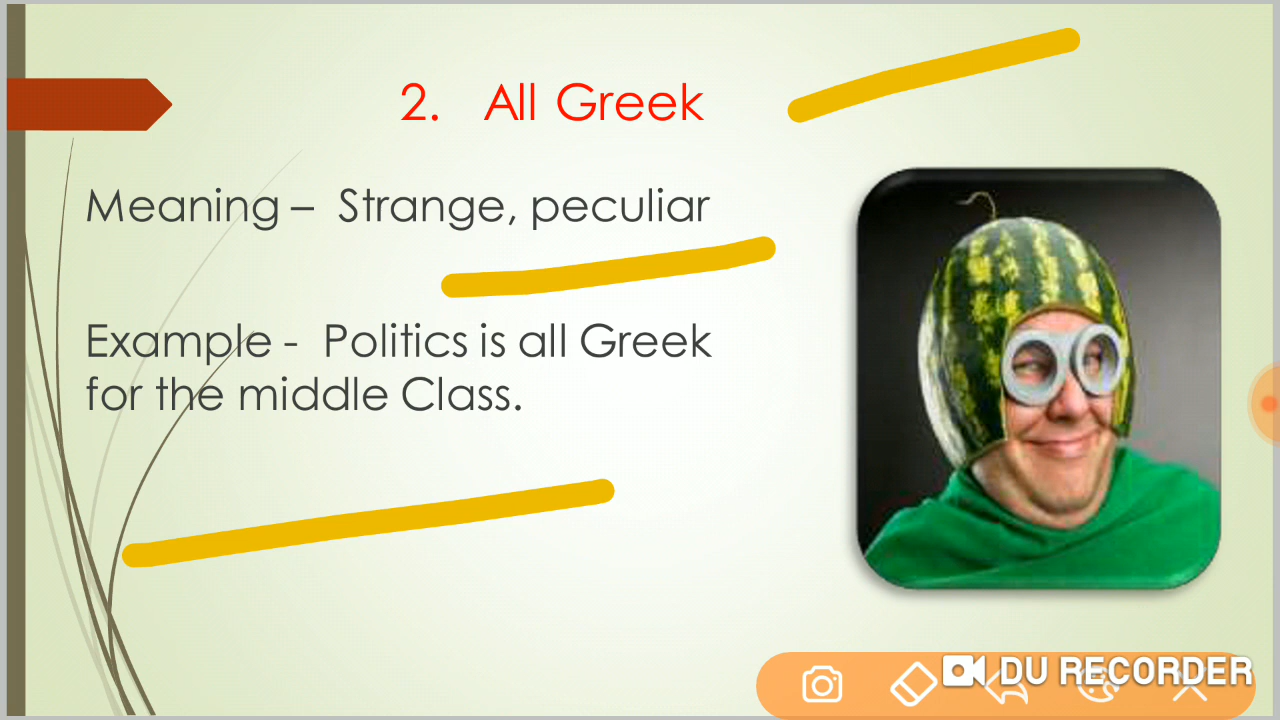 2. All Greek
Meaning – Strange, peculiar
Example - Politics is all Greek
for the middle Class.
DU RECORDER